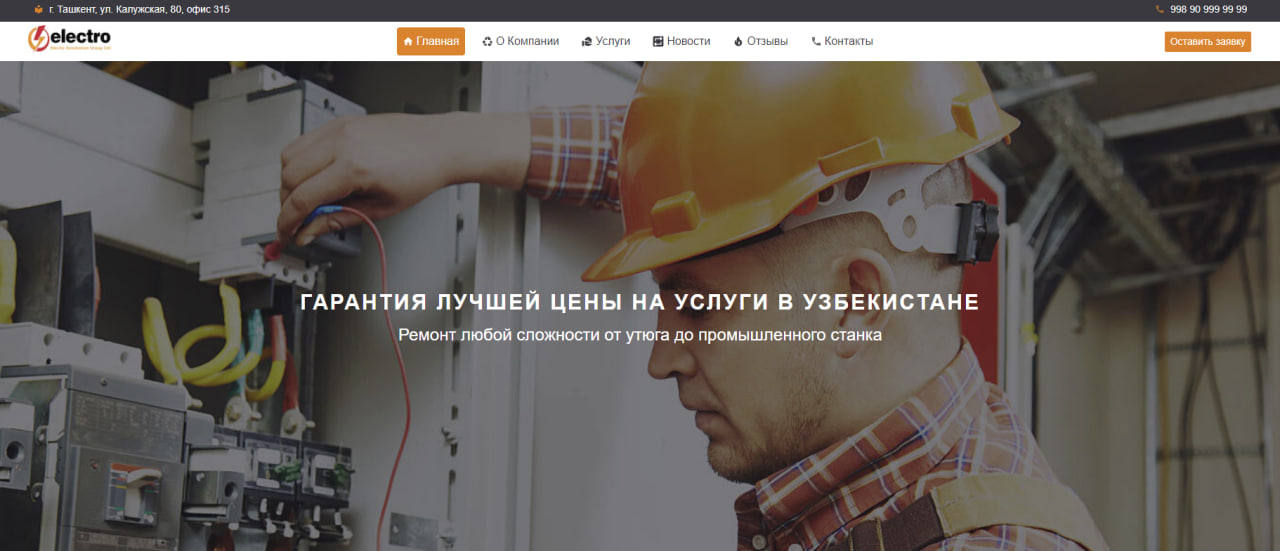 г. Ташкент, ул. Калужская, 80, офис 315
998 90 999 99 99
electro
Главная
О Компании
Услуги
Новости
Отзывы
Контакты
Оставить заявку
ГАРАНТИЯ ЛУЧШЕЙ ЦЕНЫ НА УСЛУГИ В УЗБЕКИСТАНЕ
Ремонт любой сложности от утюга до промышленного станка